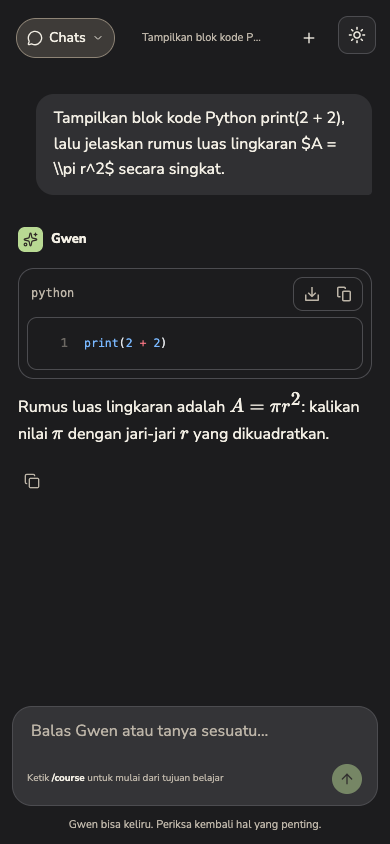 Chats
Tampilkan blok kode P...
Tampilkan blok kode Python print(2 + 2),
lalu jelaskan rumus luas lingkaran $A =
\\pi r^2$ secara singkat.
Gwen
python
1 print(2 + 2)
Rumus luas lingkaran adalah A = πr²: kalikan
nilai π dengan jari-jari r yang dikuadratkan.
Balas Gwen atau tanya sesuatu...
Ketik /course untuk mulai dari tujuan belajar
Gwen bisa keliru. Periksa kembali hal yang penting.